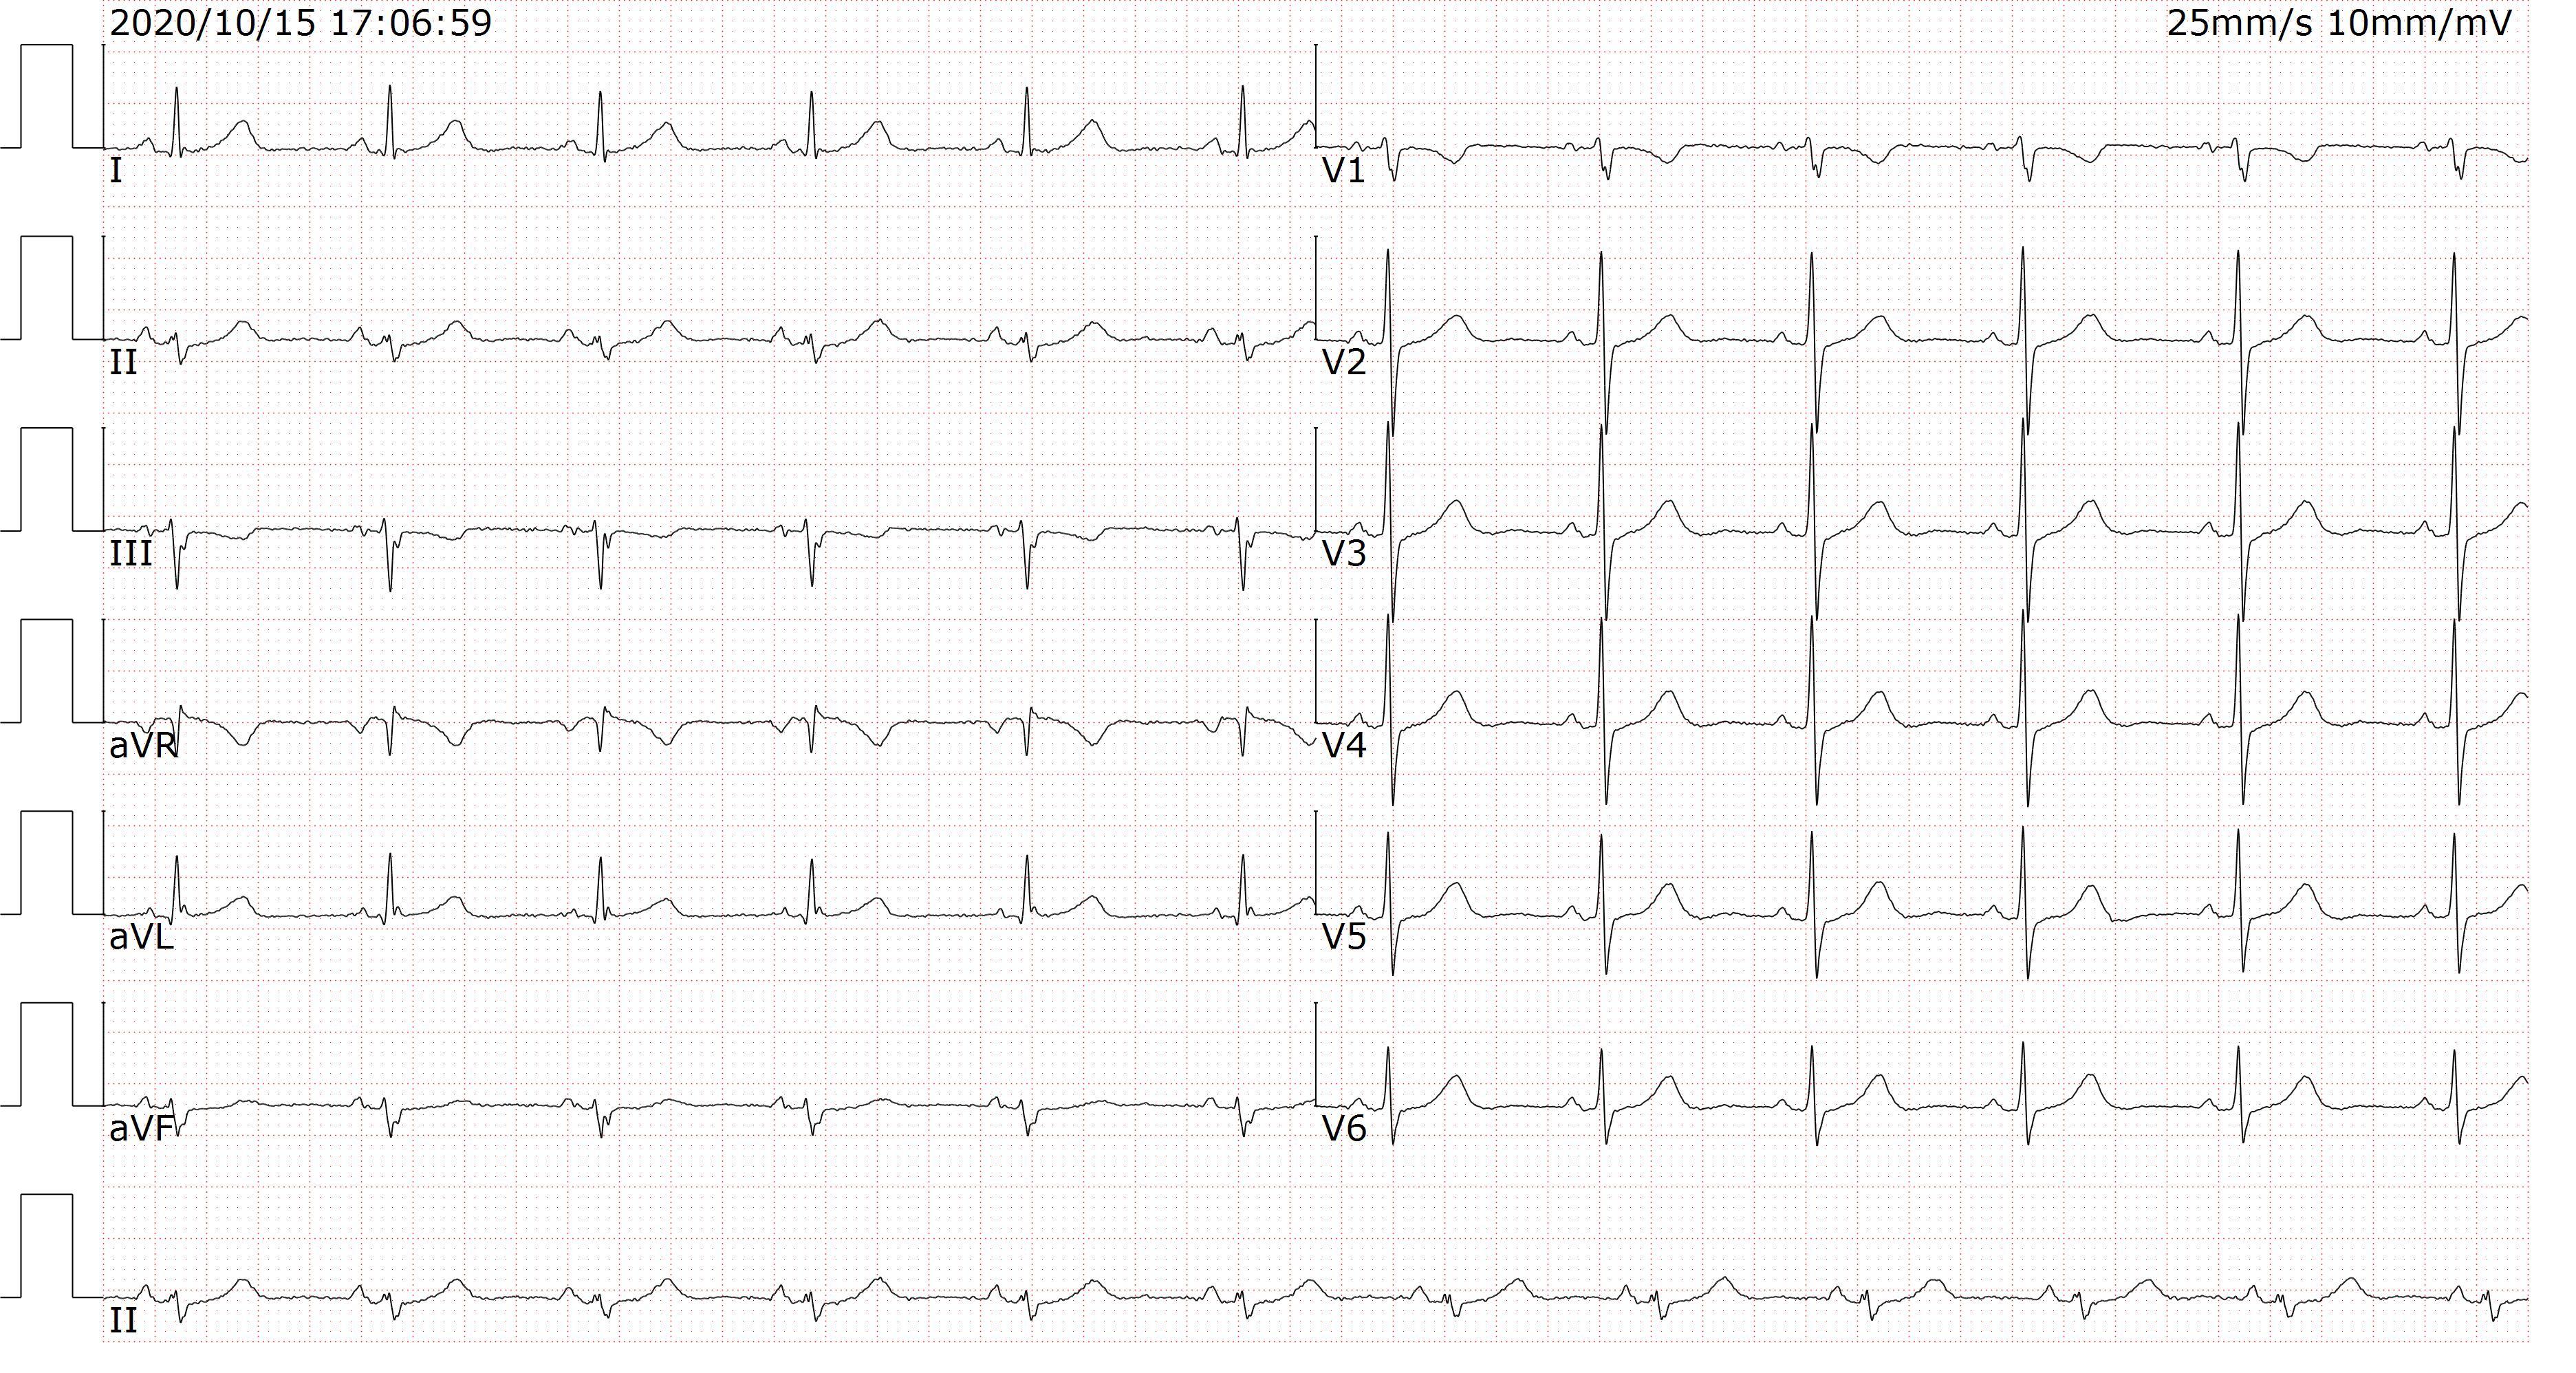 2020/10/15 17:06:59
25mm/s 10mm/mV
I
V1
II
V2
III
V3
aVR
V4
aVL
V5
aVF
V6
II